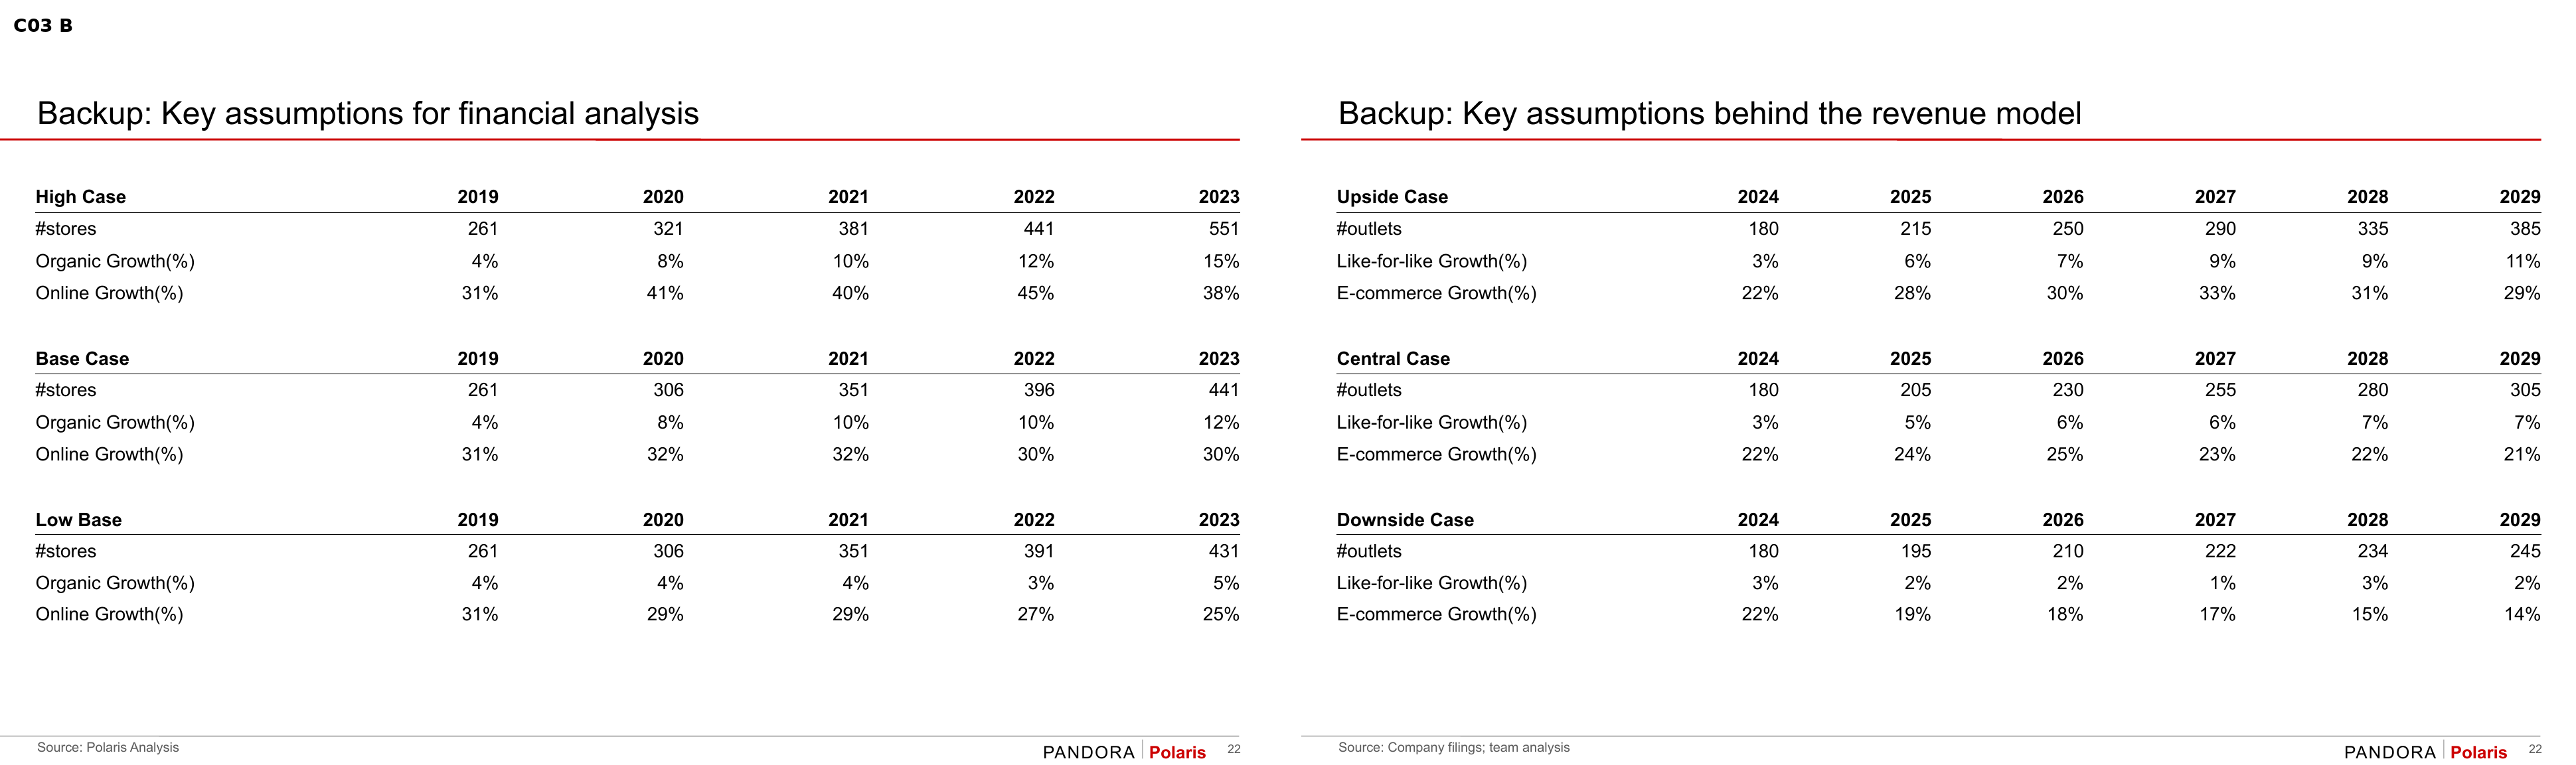 C03 B
Backup: Key assumptions for financial analysis
High Case 2019 2020 2021 2022 2023
#stores 261 321 381 441 551
Organic Growth(%) 4% 8% 10% 12% 15%
Online Growth(%) 31% 41% 40% 45% 38%
Base Case 2019 2020 2021 2022 2023
#stores 261 306 351 396 441
Organic Growth(%) 4% 8% 10% 10% 12%
Online Growth(%) 31% 32% 32% 30% 30%
Low Base 2019 2020 2021 2022 2023
#stores 261 306 351 391 431
Organic Growth(%) 4% 4% 4% 3% 5%
Online Growth(%) 31% 29% 29% 27% 25%
Source: Polaris Analysis
PANDORA Polaris 22
Backup: Key assumptions behind the revenue model
Upside Case 2024 2025 2026 2027 2028 2029
#outlets 180 215 250 290 335 385
Like-for-like Growth(%) 3% 6% 7% 9% 9% 11%
E-commerce Growth(%) 22% 28% 30% 33% 31% 29%
Central Case 2024 2025 2026 2027 2028 2029
#outlets 180 205 230 255 280 305
Like-for-like Growth(%) 3% 5% 6% 6% 7% 7%
E-commerce Growth(%) 22% 24% 25% 23% 22% 21%
Downside Case 2024 2025 2026 2027 2028 2029
#outlets 180 195 210 222 234 245
Like-for-like Growth(%) 3% 2% 2% 1% 3% 2%
E-commerce Growth(%) 22% 19% 18% 17% 15% 14%
Source: Company filings; team analysis
PANDORA Polaris 22